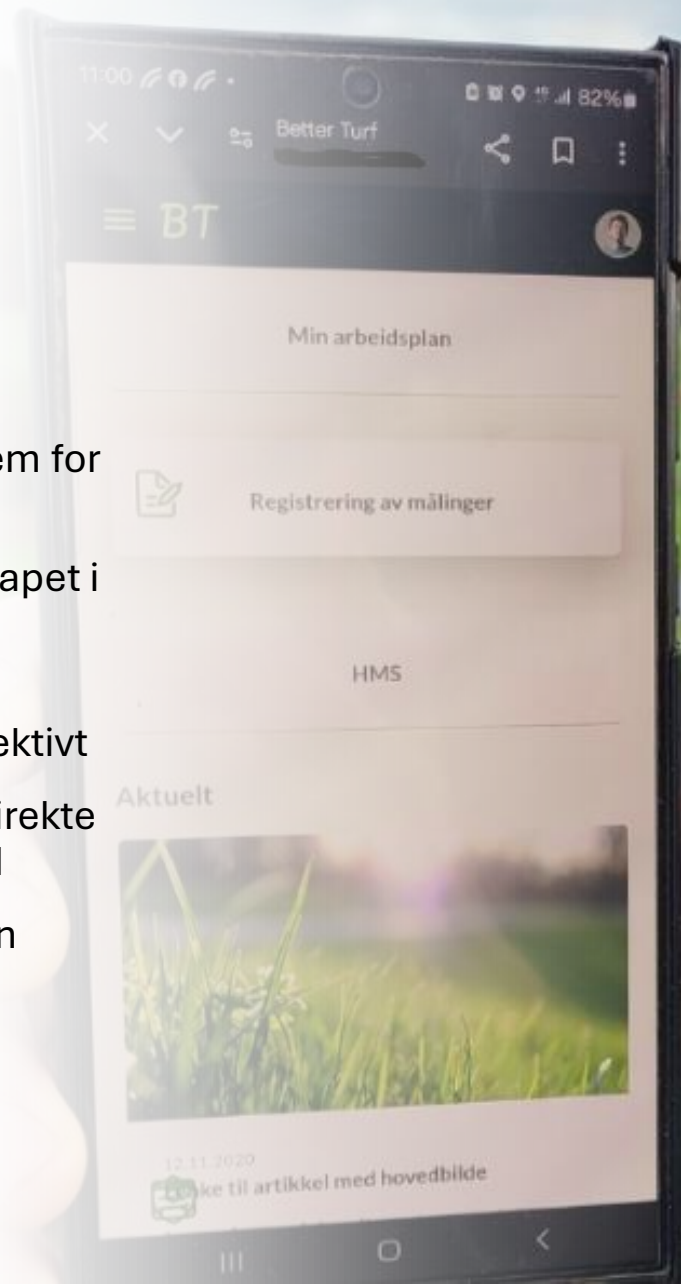 11:00 82%
Better Turf
BT
Min arbeidsplan
em for
Registrering av målinger
apet i
HMS
ektivt
Aktuelt
irekte
n
12.11.2020
til artikkel med hovedbilde